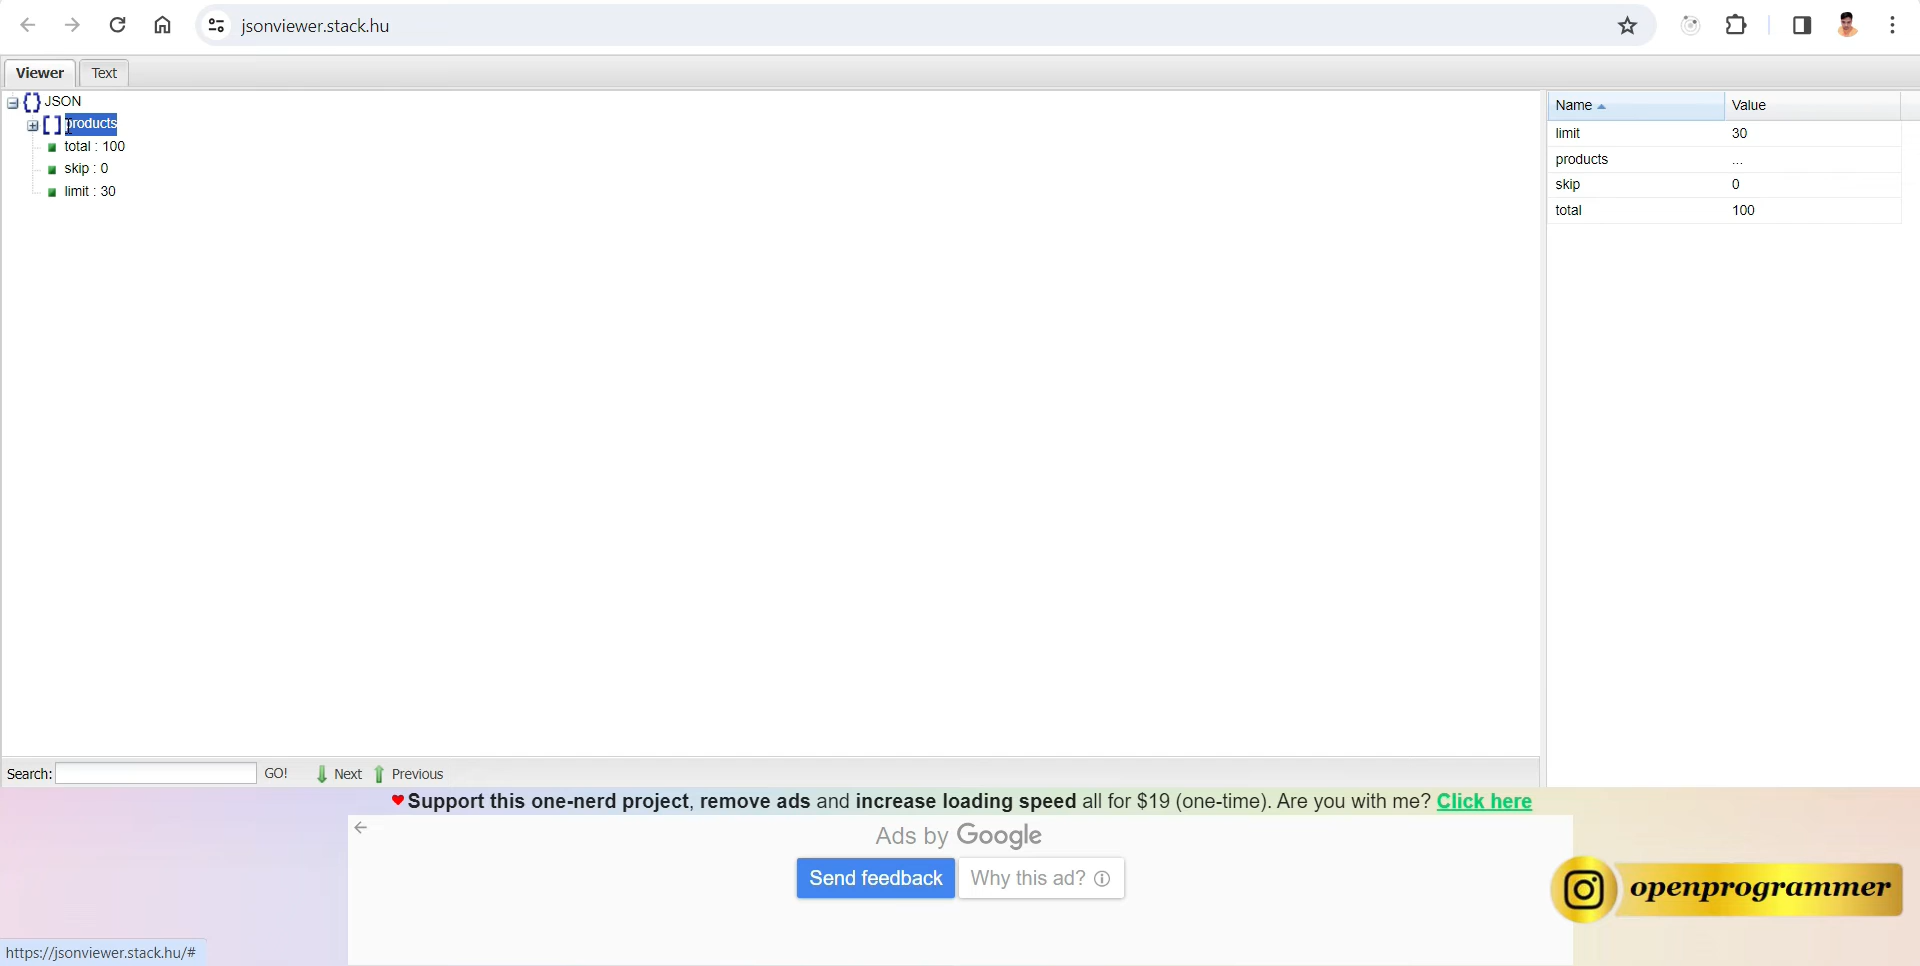 jsonviewer.stack.hu
Viewer
Text
JSON
products
total : 100
skip : 0
limit : 30
Name
Value
limit
30
products
...
skip
0
total
100
Search:
GO!
Next
Previous
♥Support this one-nerd project, remove ads and increase loading speed all for $19 (one-time). Are you with me? Click here
Ads by Google
Send feedback
Why this ad?
openprogrammer
https://jsonviewer.stack.hu/#